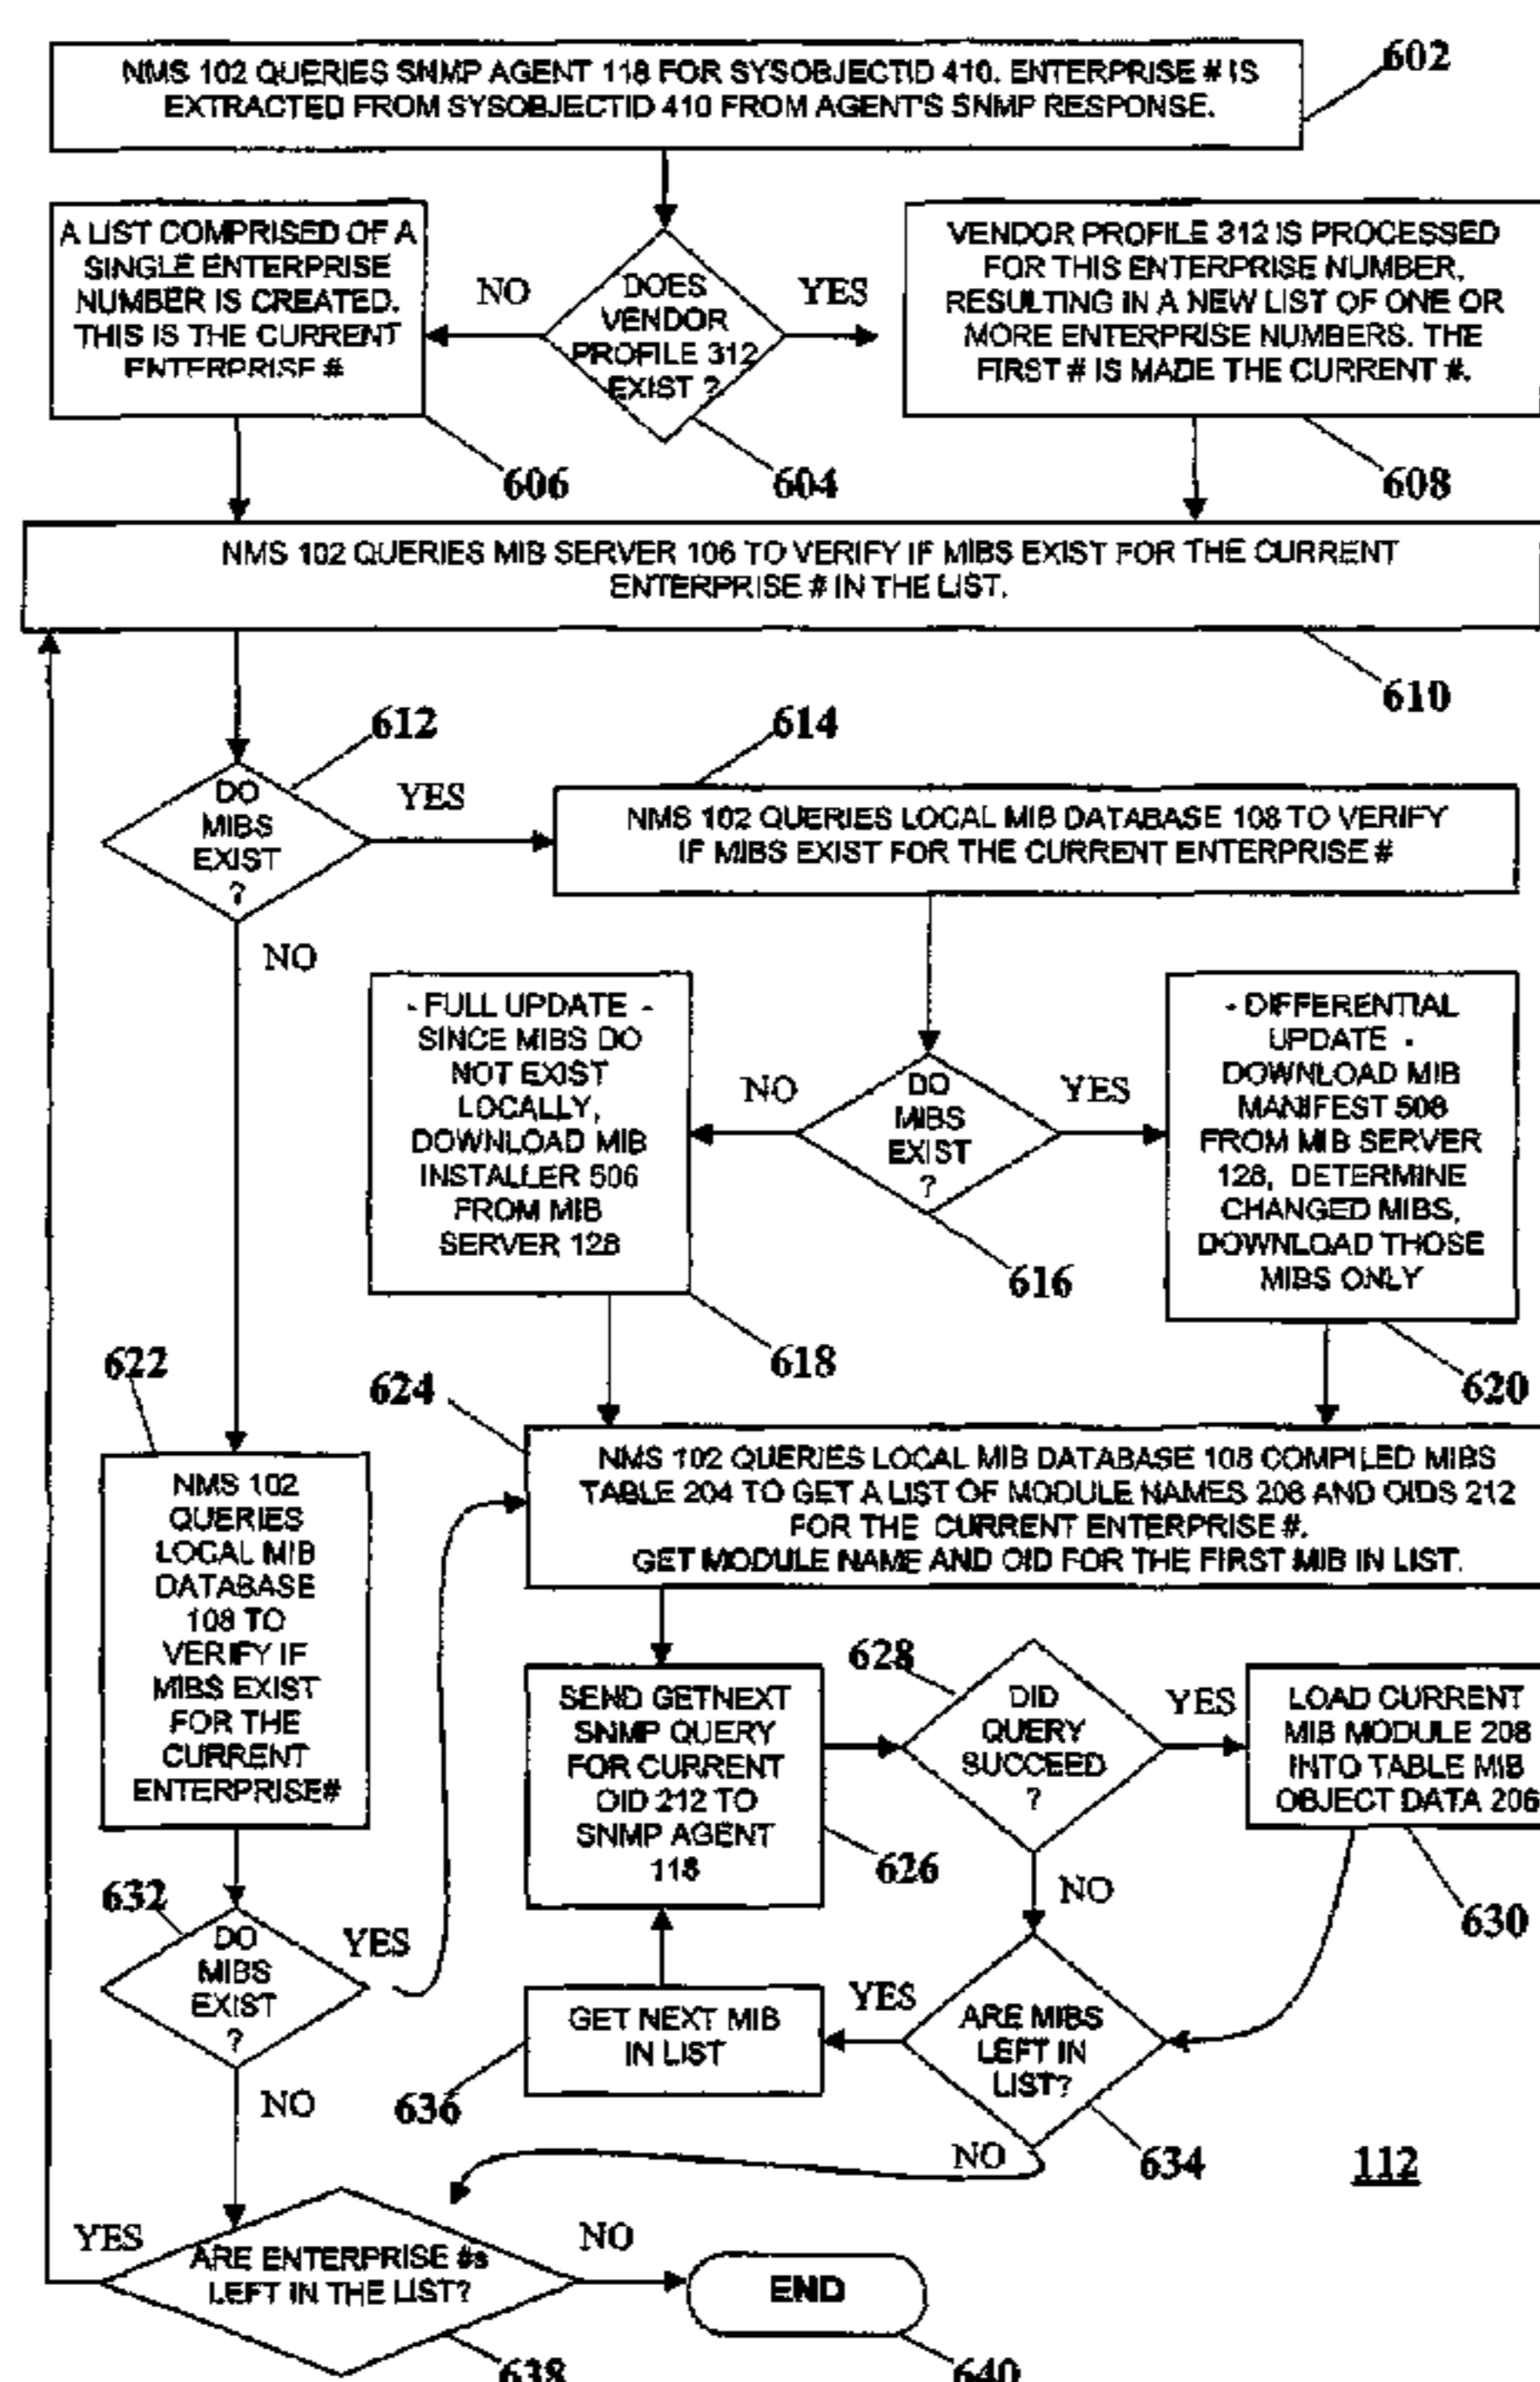 NMS 102 QUERIES SNMP AGENT 118 FOR SYSOBJECTID 410. ENTERPRISE # IS
EXTRACTED FROM SYSOBJECTID 410 FROM AGENT'S SNMP RESPONSE.
602
A LIST COMPRISED OF A
SINGLE ENTERPRISE
NUMBER IS CREATED.
THIS IS THE CURRENT
ENTERPRISE #
606
NO
DOES
VENDOR
PROFILE 312
EXIST ?
604
YES
VENDOR PROFILE 312 IS PROCESSED
FOR THIS ENTERPRISE NUMBER,
RESULTING IN A NEW LIST OF ONE OR
MORE ENTERPRISE NUMBERS. THE
FIRST # IS MADE THE CURRENT #.
608
NMS 102 QUERIES MIB SERVER 106 TO VERIFY IF MIBS EXIST FOR THE CURRENT
ENTERPRISE # IN THE LIST.
610
612
DO
MIBS
EXIST
?
YES
NO
614
NMS 102 QUERIES LOCAL MIB DATABASE 108 TO VERIFY
IF MIBS EXIST FOR THE CURRENT ENTERPRISE #
- FULL UPDATE -
SINCE MIBS DO
NOT EXIST
LOCALLY,
DOWNLOAD MIB
INSTALLER 506
FROM MIB
SERVER 128
618
NO
DO
MIBS
EXIST
?
616
YES
- DIFFERENTIAL
UPDATE -
DOWNLOAD MIB
MANIFEST 508
FROM MIB SERVER
128, DETERMINE
CHANGED MIBS,
DOWNLOAD THOSE
MIBS ONLY
620
622
NMS 102
QUERIES
LOCAL MIB
DATABASE
108 TO
VERIFY IF
MIBS EXIST
FOR THE
CURRENT
ENTERPRISE#
624
NMS 102 QUERIES LOCAL MIB DATABASE 108 COMPILED MIBS
TABLE 204 TO GET A LIST OF MODULE NAMES 208 AND OIDS 212
FOR THE CURRENT ENTERPRISE #.
GET MODULE NAME AND OID FOR THE FIRST MIB IN LIST.
SEND GETNEXT
SNMP QUERY
FOR CURRENT
OID 212 TO
SNMP AGENT
118
626
628
DID
QUERY
SUCCEED
?
YES
NO
LOAD CURRENT
MIB MODULE 208
INTO TABLE MIB
OBJECT DATA 206
630
632
DO
MIBS
EXIST
?
YES
NO
GET NEXT MIB
IN LIST
636
YES
ARE MIBS
LEFT IN
LIST?
634
NO
112
YES
ARE ENTERPRISE #s
LEFT IN THE LIST?
638
NO
END
640